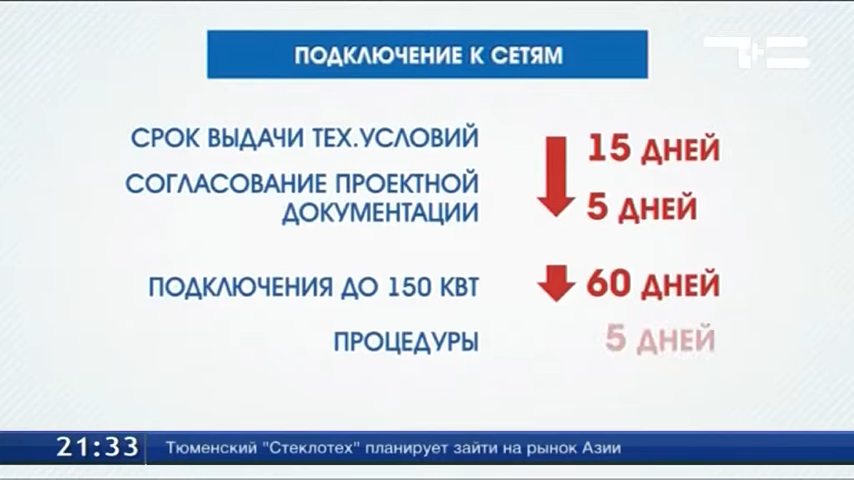 ПОДКЛЮЧЕНИЕ К СЕТЯМ
СРОК ВЫДАЧИ ТЕХ.УСЛОВИЙ
15 ДНЕЙ
СОГЛАСОВАНИЕ ПРОЕКТНОЙ
ДОКУМЕНТАЦИИ
5 ДНЕЙ
ПОДКЛЮЧЕНИЯ ДО 150 КВТ
60 ДНЕЙ
ПРОЦЕДУРЫ
5 ДНЕЙ
21:33
Тюменский "Стеклотех" планирует зайти на рынок Азии